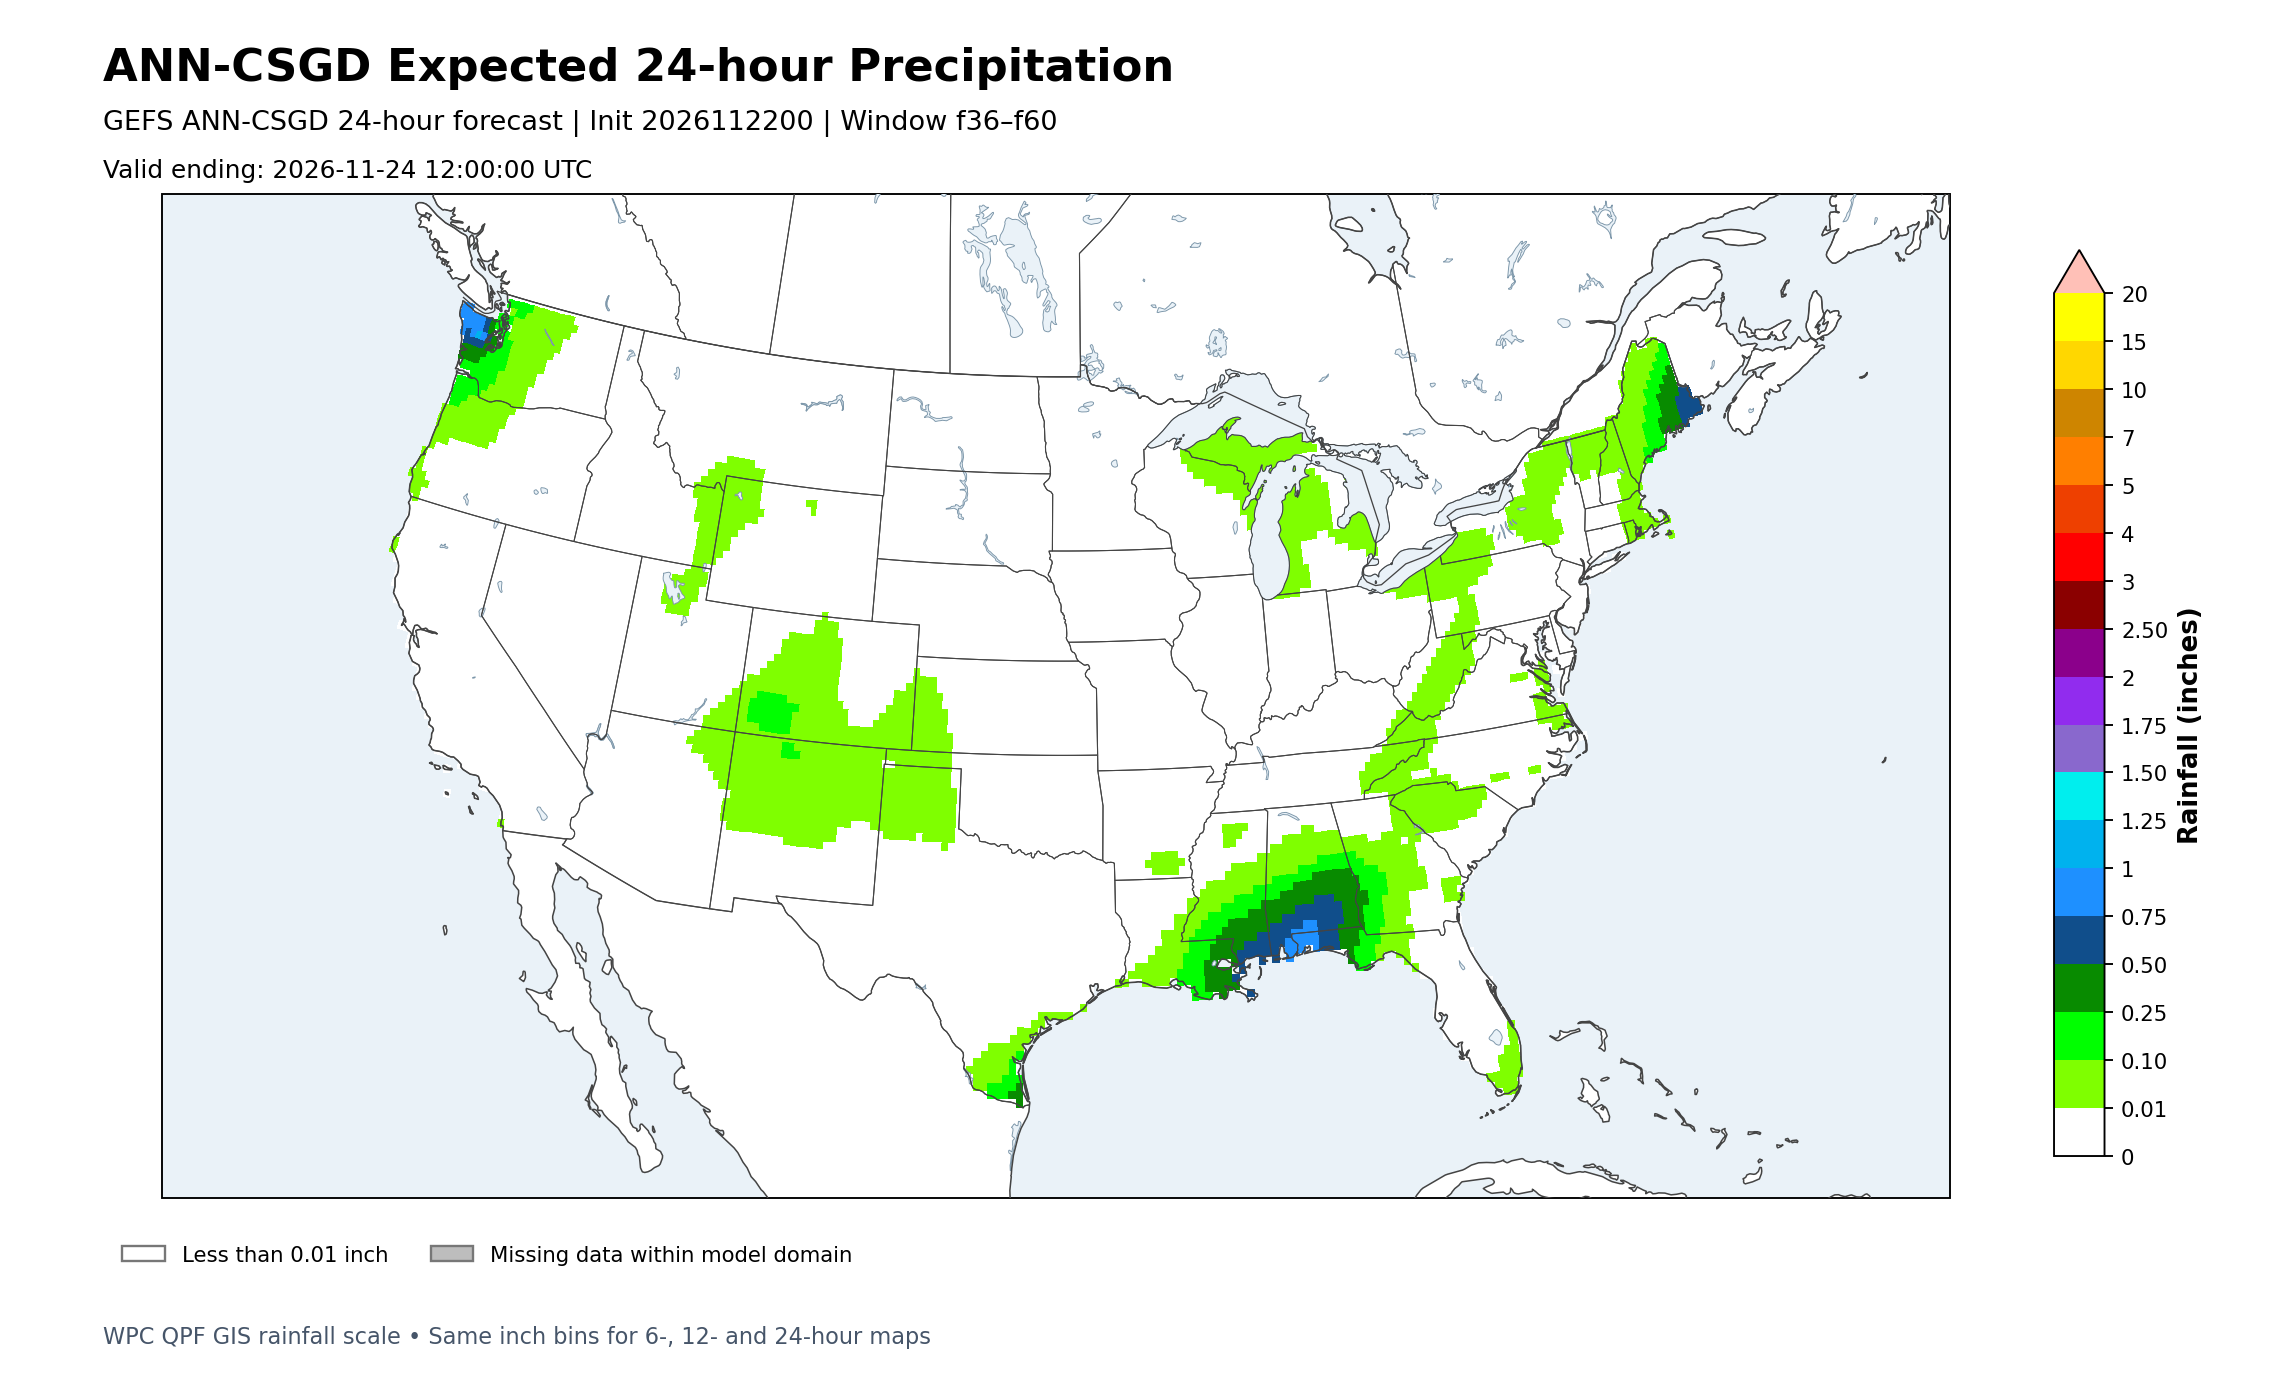 ANN-CSGD Expected 24-hour Precipitation
GEFS ANN-CSGD 24-hour forecast | Init 2026112200 | Window f36–f60
Valid ending: 2026-11-24 12:00:00 UTC
20
15
10
7
5
4
3
2.50
2
1.75
1.50
1.25
1
0.75
0.50
0.25
0.10
0.01
0
Rainfall (inches)
Less than 0.01 inch
Missing data within model domain
WPC QPF GIS rainfall scale • Same inch bins for 6-, 12- and 24-hour maps